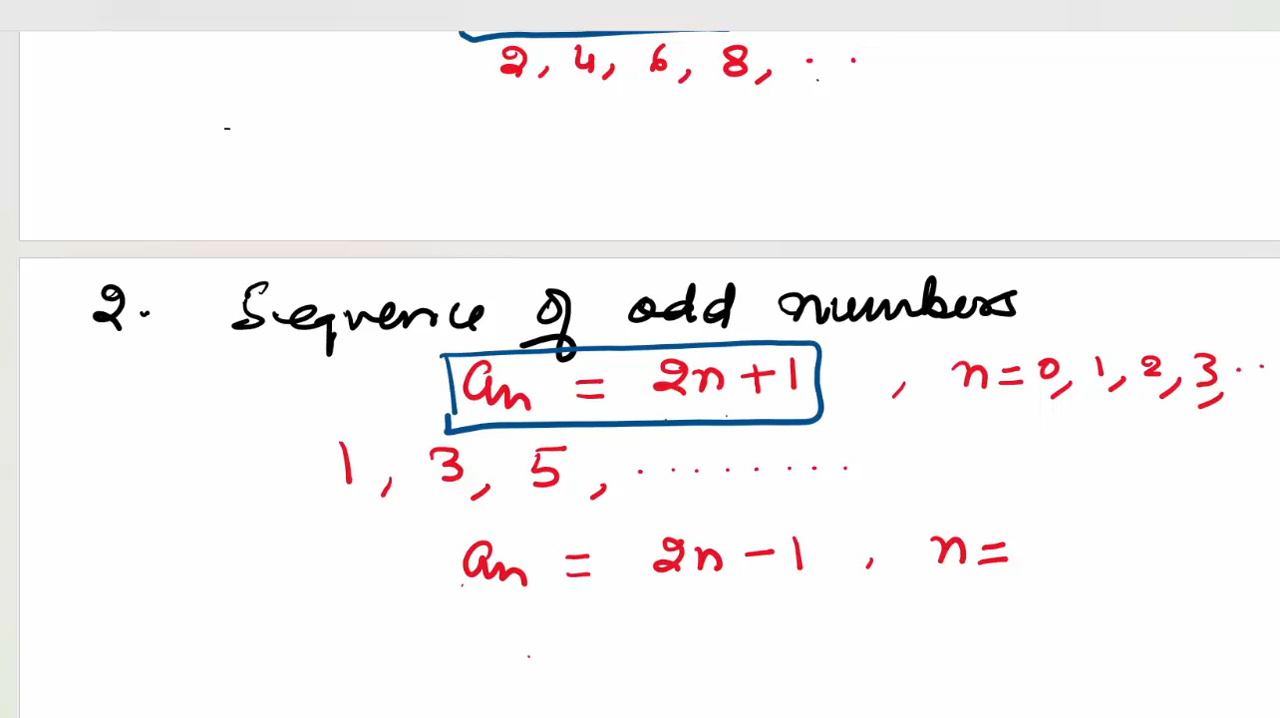 2, 4, 6, 8, ..
2. Sequence of odd numbers
an = 2n+1 , n=0, 1, 2, 3, ..
1, 3, 5, .........
an = 2n-1 , n=